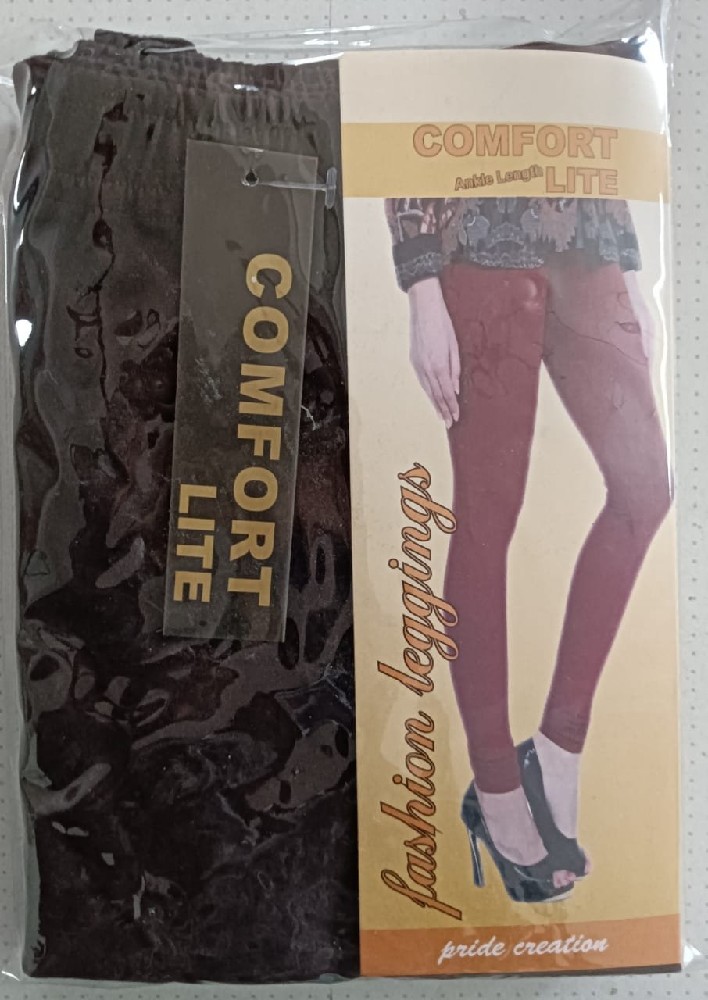 COMFORT
Ankle Length LITE
COMFORT
LITE
fashion leggings
pride creation